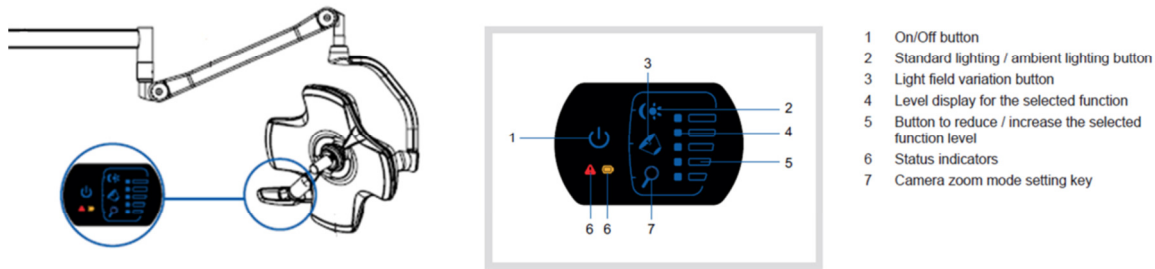 3
2
1
4
5
6 6
7
1 On/Off button
2 Standard lighting / ambient lighting button
3 Light field variation button
4 Level display for the selected function
5 Button to reduce / increase the selected
function level
6 Status indicators
7 Camera zoom mode setting key